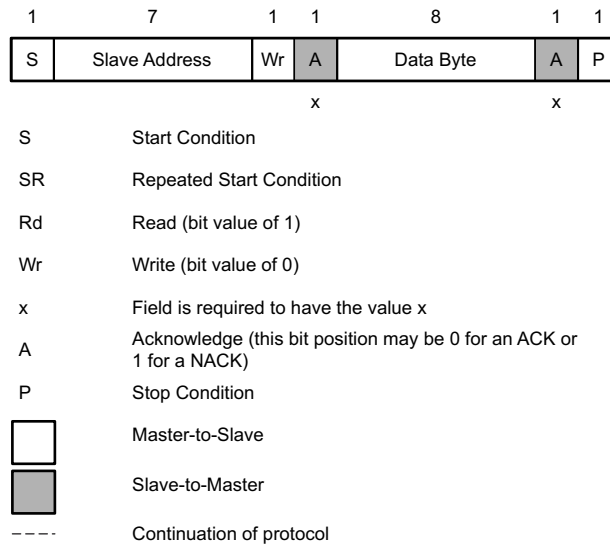 1 7 1 1 8 1 1
S Slave Address Wr A Data Byte A P
x x
S Start Condition
SR Repeated Start Condition
Rd Read (bit value of 1)
Wr Write (bit value of 0)
x Field is required to have the value x
A Acknowledge (this bit position may be 0 for an ACK or
1 for a NACK)
P Stop Condition
Master-to-Slave
Slave-to-Master
Continuation of protocol